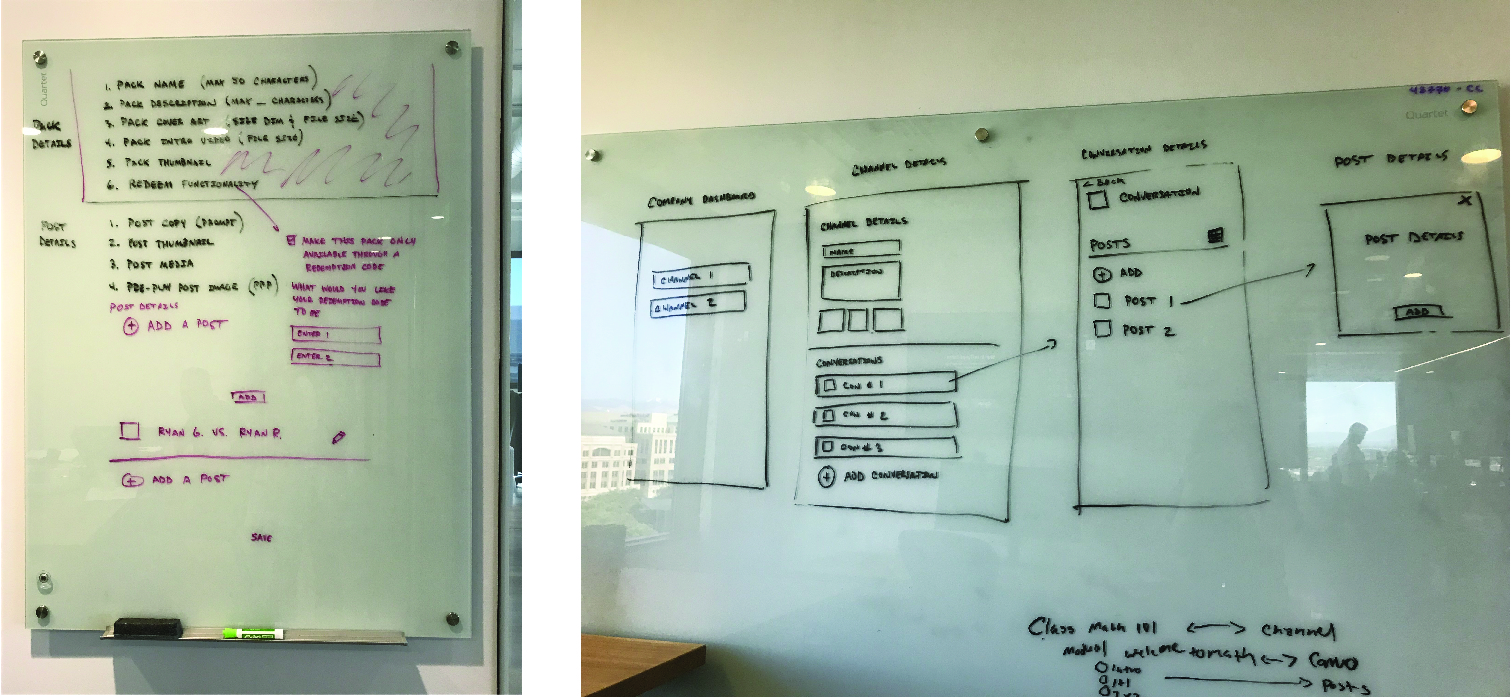 Quartet
PACK
DETAILS
1. PACK NAME (MAX 50 CHARACTERS)
2. PACK DESCRIPTION (MAX _ CHARACTERS)
3. PACK COVER ART (SIZE DIM & FILE SIZE)
4. PACK INTRO VIDEO (FILE SIZE)
5. PACK THUMBNAIL
6. REDEEM FUNCTIONALITY
POST
DETAILS
1. POST COPY (PROMPT)
2. POST THUMBNAIL
3. POST MEDIA
4. PRE-PLAY POST IMAGE (PPP)
MAKE THIS PACK ONLY
AVAILABLE THROUGH A
REDEMPTION CODE
WHAT WOULD YOU LIKE
YOUR REDEMPTION CODE
TO BE
ENTER 1
ENTER 2
POST DETAILS
+ ADD A POST
ADD
RYAN G. VS. RYAN P.
+ ADD A POST
SAVE
Quartet
COMPANY DASHBOARD
CHANNEL 1
CHANNEL 2
CHANNEL DETAILS
CHANNEL DETAILS
NAME
DESCRIPTION
CONVERSATIONS
CON # 1
CON # 2
CON # 3
+ ADD CONVERSATION
CONVERSATION DETAILS
< BACK
CONVERSATION
POSTS
+ ADD
POST 1
POST 2
POST DETAILS
X
POST DETAILS
ADD
Class Math 101 <-> Channel
Modual welcome to math <-> Convo
Intro
1+1
Posts